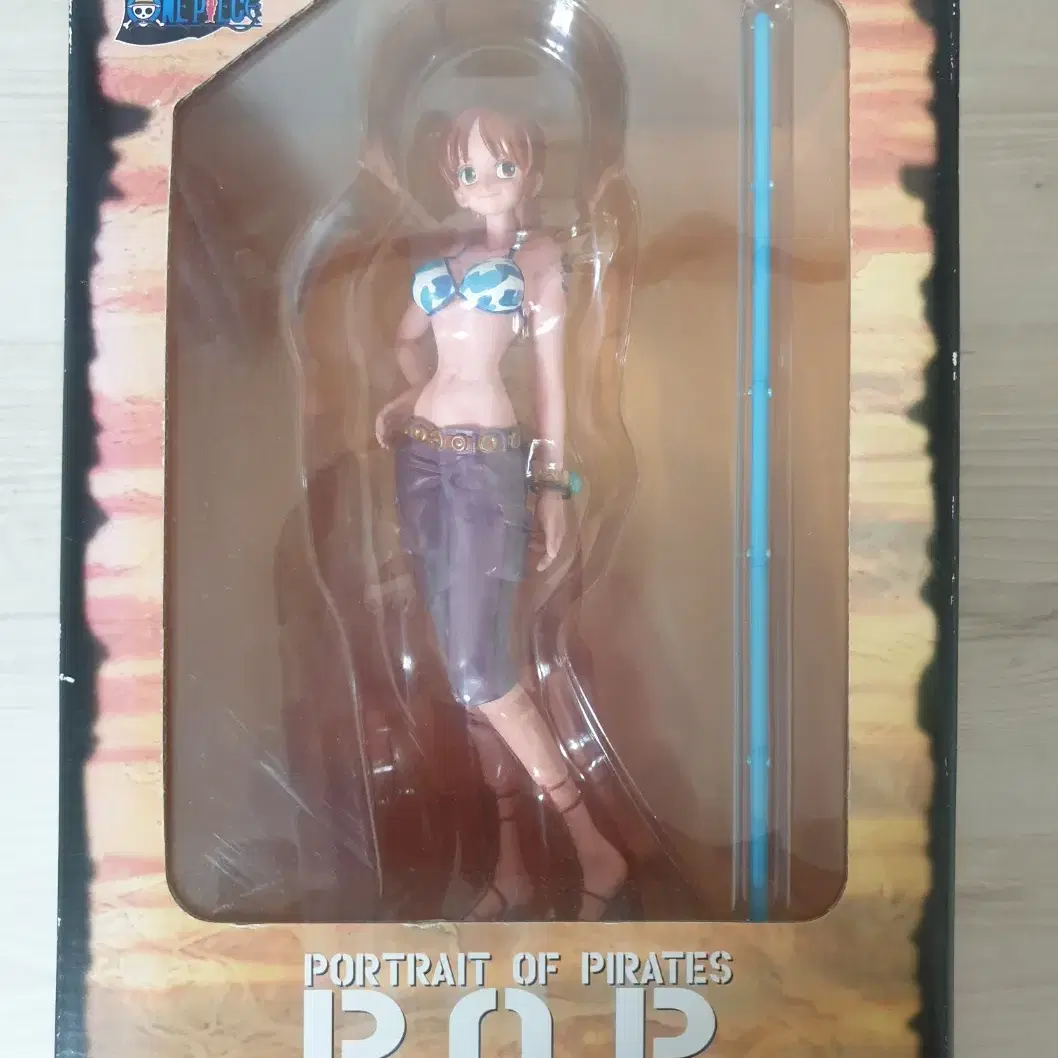 ONE PIECE
PORTRAIT OF PIRATES
P.O.P